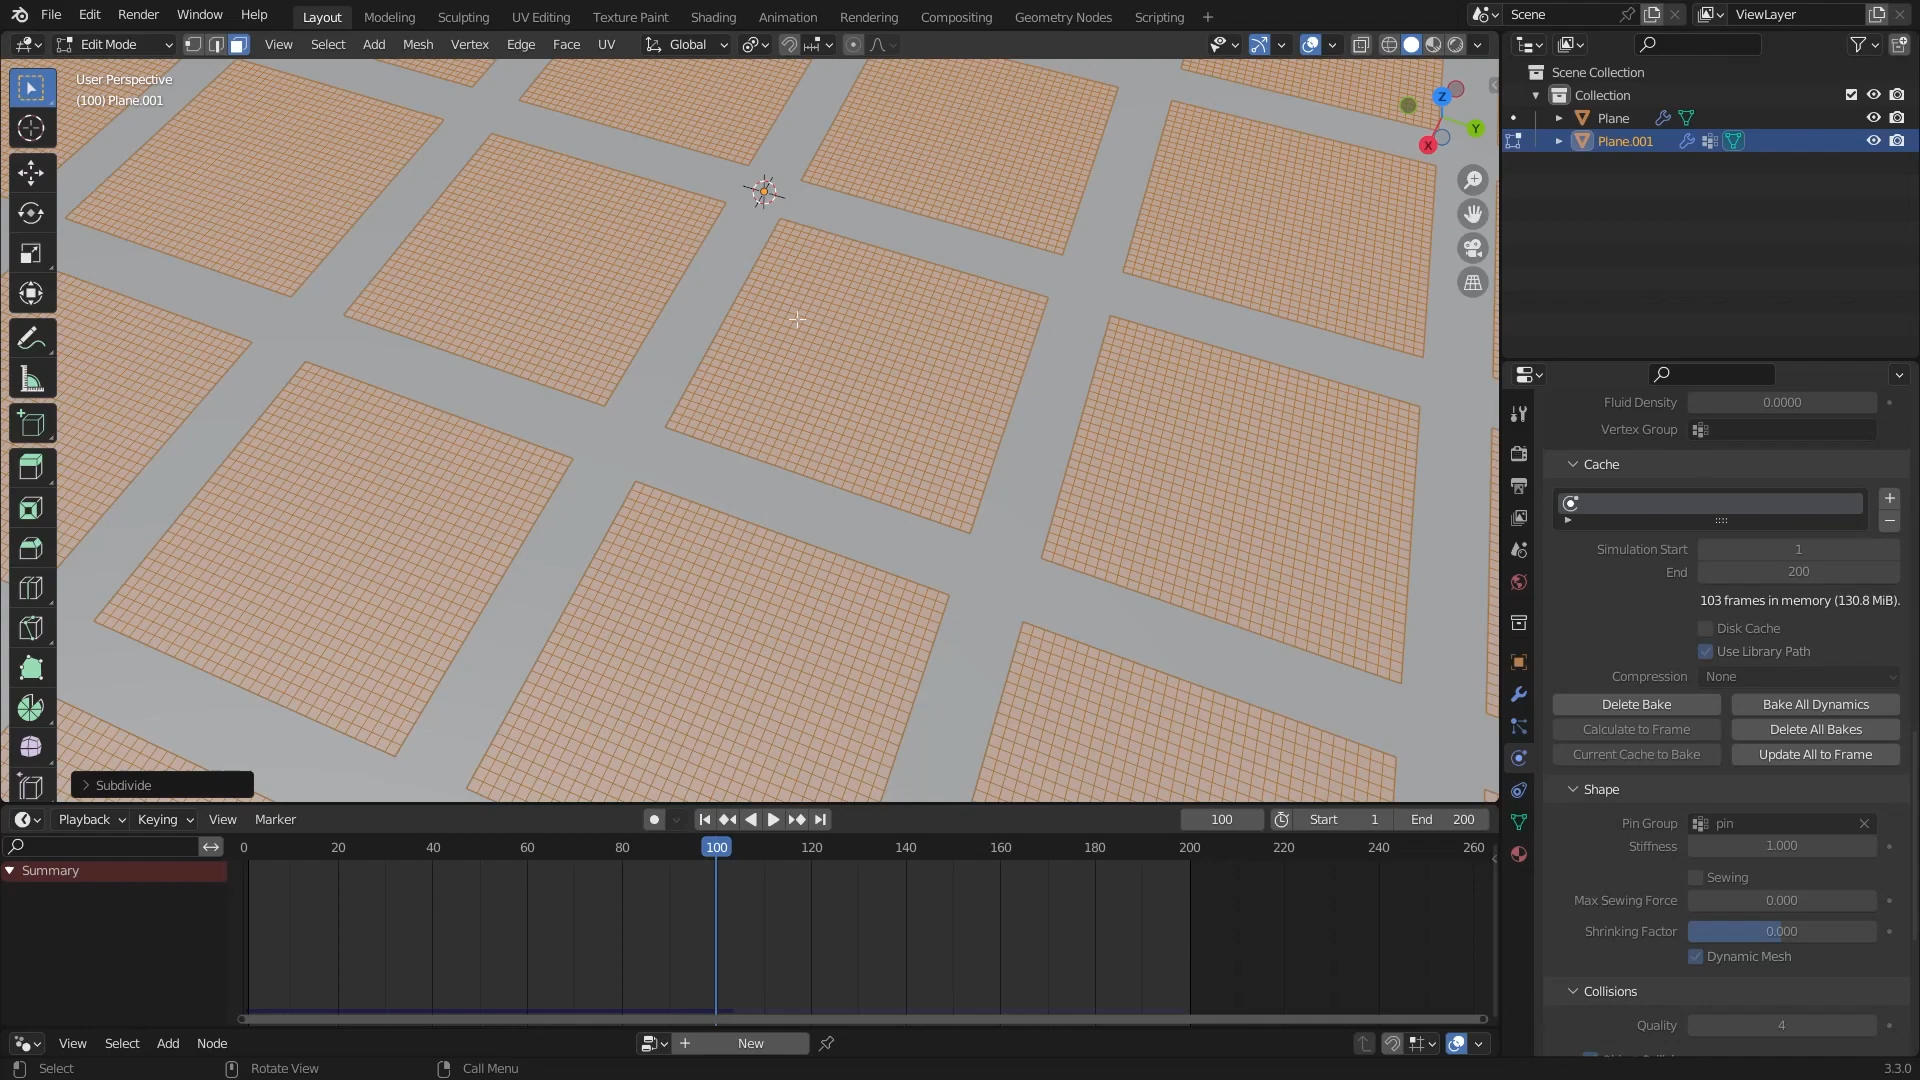 File Edit Render Window Help Layout Modeling Sculpting UV Editing Texture Paint Shading Animation Rendering Compositing Geometry Nodes Scripting + Scene ViewLayer
Edit Mode View Select Add Mesh Vertex Edge Face UV Global
User Perspective
(100) Plane.001
Z
Y
X
Subdivide
Scene Collection
Collection
Plane
Plane.001
Fluid Density 0.0000
Vertex Group
Cache
Simulation Start 1
End 200
103 frames in memory (130.8 MiB).
Disk Cache
Use Library Path
Compression None
Delete Bake Bake All Dynamics
Calculate to Frame Delete All Bakes
Current Cache to Bake Update All to Frame
Shape
Pin Group pin
Stiffness 1.000
Sewing
Max Sewing Force 0.000
Shrinking Factor 0.000
Dynamic Mesh
Collisions
Quality 4
Playback Keying View Marker 100 Start 1 End 200
0 20 40 60 80 100 120 140 160 180 200 220 240 260
Summary
View Select Add Node New
Select Rotate View Call Menu 3.3.0